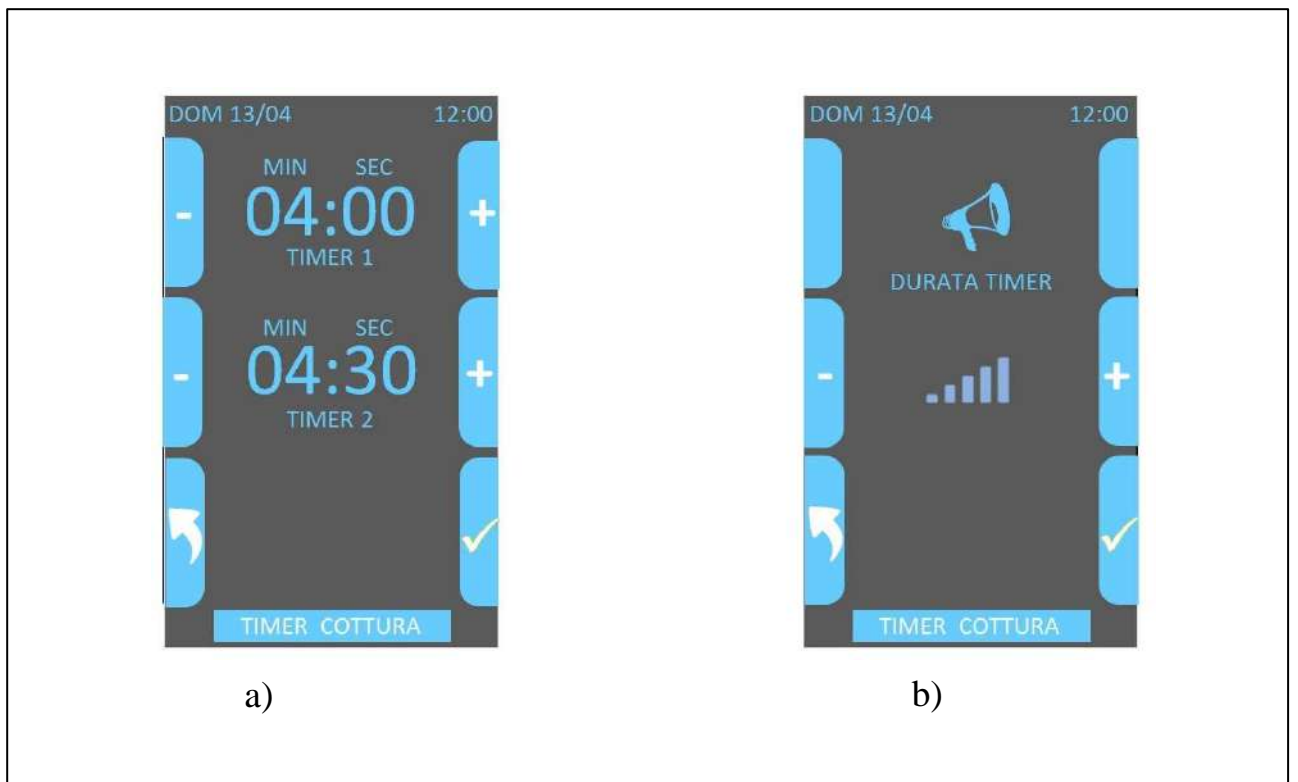 DOM 13/04 12:00
MIN SEC
- 04:00 +
TIMER 1
MIN SEC
- 04:30 +
TIMER 2
TIMER COTTURA
a)
DOM 13/04 12:00
DURATA TIMER
- +
TIMER COTTURA
b)